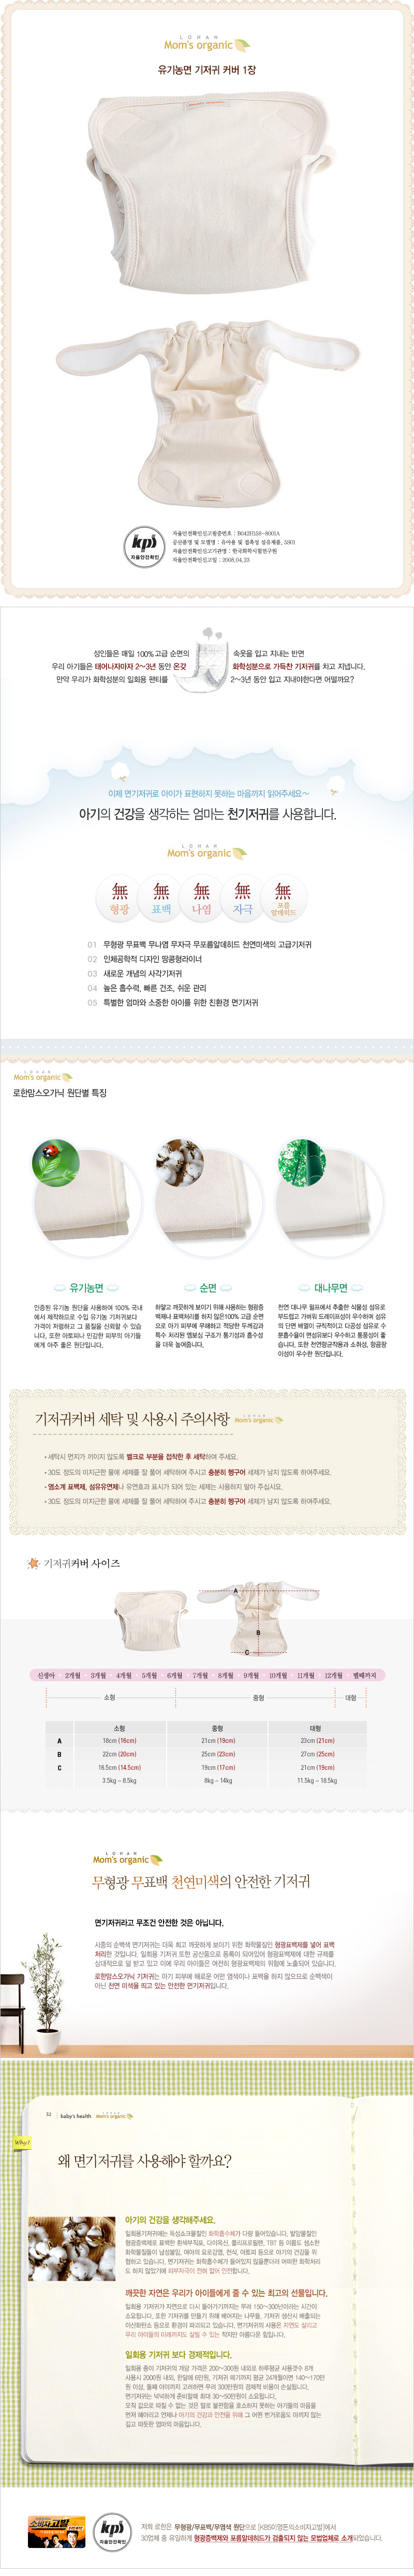 LOHAN
Mom's organic
유기농면 기저귀 커버 1장
kps
자율안전확인
자율안전확인신고필증번호 : B042H158-8001A
공산품명 및 모델명 : 유아용 및 접촉성 섬유제품, 5S01
자율안전확인신고기관명 : 한국화학시험연구원
자율안전확인신고일 : 2008.04.23
성인들은 매일 100% 고급 순면의 속옷을 입고 지내는 반면
우리 아기들은 태어나자마자 2~3년 동안 온갖 화학성분으로 가득찬 기저귀를 차고 지냅니다.
만약 우리가 화학성분의 일회용 팬티를 2~3년 동안 입고 지내야한다면 어떨까요?
이제 면기저귀로 아이가 표현하지 못하는 마음까지 읽어주세요~
아기의 건강을 생각하는 엄마는 천기저귀를 사용합니다.
LOHAN
Mom's organic
無 형광
無 표백
無 나염
無 자극
無 포름알데히드
01 무형광 무표백 무나염 무자극 무포름알데히드 천연미색의 고급기저귀
02 인체공학적 디자인 땅콩형라이너
03 새로운 개념의 사각기저귀
04 높은 흡수력, 빠른 건조, 쉬운 관리
05 특별한 엄마와 소중한 아이를 위한 친환경 면기저귀
LOHAN
Mom's organic
로한맘스오가닉 원단별 특징
유기농면
인증된 유기농 원단을 사용하여 100% 국내
에서 제작하므로 수입 유기농 기저귀보다
가격이 저렴하고 그 품질을 신뢰할 수 있습
니다. 또한 아토피나 민감한 피부의 아기들
에게 아주 좋은 원단입니다.
순면
하얗고 깨끗하게 보이기 위해 사용하는 형광증
백제나 표백처리를 하지 않은100% 고급 순면
으로 아기 피부에 무해하고 적당한 두께감과
특수 처리된 엠보싱 구조가 통기성과 흡수성
을 더욱 높여줍니다.
대나무면
천연 대나무 펄프에서 추출한 식물성 섬유로
부드럽고 가벼워 드레이프성이 우수하며 섬유
의 단면 배열이 규칙적이고 다공성 섬유로 수
분흡수율이 면섬유보다 우수하고 통풍성이 좋
습니다. 또한 천연항균작용과 소취성, 항곰팡
이성이 우수한 원단입니다.
기저귀커버 세탁 및 사용시 주의사항
LOHAN
Mom's organic
• 세탁시 먼지가 끼이지 않도록 벨크로 부분을 접착한 후 세탁하여 주세요.
• 30도 정도의 미지근한 물에 세제를 잘 풀어 세탁하여 주시고 충분히 헹구어 세제가 남지 않도록 하여주세요.
• 염소계 표백제, 섬유유연제나 유연효과 표시가 되어 있는 세제는 사용하지 말아 주십시요.
• 30도 정도의 미지근한 물에 세제를 잘 풀어 세탁하여 주시고 충분히 헹구어 세제가 남지 않도록 하여주세요.
기저귀커버 사이즈
A
B
C
신생아 2개월 3개월 4개월 5개월 6개월 7개월 8개월 9개월 10개월 11개월 12개월 뗄때까지
소형 중형 대형
소형 중형 대형
A 18cm (16cm) 21cm (19cm) 23cm (21cm)
B 22cm (20cm) 25cm (23cm) 27cm (25cm)
C 16.5cm (14.5cm) 19cm (17cm) 21cm (19cm)
3.5kg ~ 8.5kg 8kg ~ 14kg 11.5kg ~ 18.5kg
LOHAN
Mom's organic
무형광 무표백 천연미색의 안전한 기저귀
면기저귀라고 무조건 안전한 것은 아닙니다.
시중의 순백색 면기저귀는 더욱 희고 깨끗하게 보이기 위한 화학물질인 형광표백제를 넣어 표백
처리한 것입니다. 일회용 기저귀 또한 공산품으로 등록이 되어있어 형광표백제에 대한 규제를
상대적으로 덜 받고 있고 이에 우리 아이들은 여전히 형광표백제의 위험에 노출되어 있습니다.
로한맘스오가닉 기저귀는 아기 피부에 해로운 어떤 염색이나 표백을 하지 않으므로 순백색이
아닌 천연 미색을 띄고 있는 안전한 면기저귀입니다.
32 baby's health LOHAN Mom's organic
Why?
왜 면기저귀를 사용해야 할까요?
아기의 건강을 생각해주세요.
일회용기저귀에는 독성쇼크물질인 화학흡수체가 다량 들어있습니다. 발암물질인
형광증백제로 표백한 흰색부직포, 다이옥신, 폴리프로필렌, TBT 등 이름도 생소한
화학물질들이 남성불임, 여아의 요로감염, 천식, 아토피 등으로 아기의 건강을 위
협하고 있습니다. 면기저귀는 화학흡수체가 들어있지 않을뿐더러 어떠한 화학처리
도 하지 않았기에 피부자극이 전혀 없어 안전합니다.
깨끗한 자연은 우리가 아이들에게 줄 수 있는 최고의 선물입니다.
일회용 기저귀가 자연으로 다시 돌아가기까지는 무려 150~300년이라는 시간이
소요됩니다. 또한 기저귀를 만들기 위해 베어지는 나무들, 기저귀 생산시 배출되는
이산화탄소 등으로 환경이 파괴되고 있습니다. 면기저귀의 사용은 자연도 살리고
우리 아이들의 미래까지도 살릴 수 있는 작지만 아름다운 힘입니다.
일회용 기저귀 보다 경제적입니다.
일회용 종이 기저귀의 개당 가격은 200~300원 내외로 하루평균 사용갯수 8개
사용시 2000원 내외, 한달에 6만원, 기저귀 떼기까지 평균 24개월이면 140~170만
원 이상, 둘째 아이까지 고려하면 무려 300만원의 경제적 비용이 손실됩니다.
면기저귀는 넉넉하게 준비할때 최대 30~50만원이 소요됩니다.
오직 값으로 따질 수 없는 것은 말로 불편함을 호소하지 못하는 아기들의 마음을
먼저 헤아리고 언제나 아기의 건강과 안전을 위해 그 어떤 번거로움도 마끼지 않는
깊고 따뜻한 엄마의 마음입니다.
소비자고발
kps
자율안전확인
저희 로한은 무형광/무표백/무염색 원단으로 [KBS이영돈의소비자고발]에서
30업체 중 유일하게 형광증백제와 포름알데히드가 검출되지 않는 모범업체로 소개되었습니다.